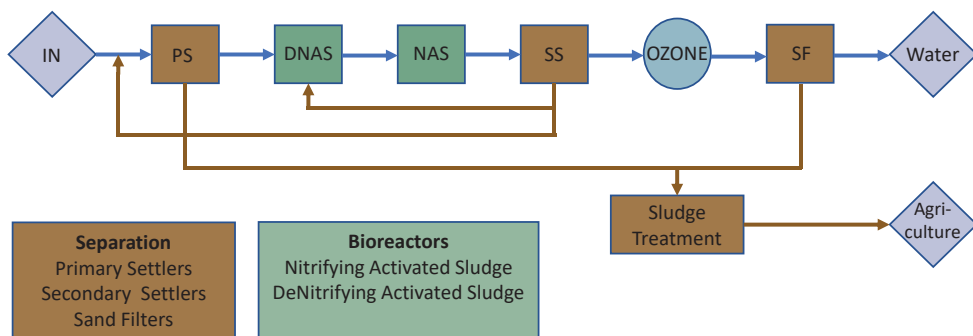 IN
PS
DNAS
NAS
SS
OZONE
SF
Water
Sludge
Treatment
Agri-
culture
Separation
Primary Settlers
Secondary Settlers
Sand Filters
Bioreactors
Nitrifying Activated Sludge
DeNitrifying Activated Sludge